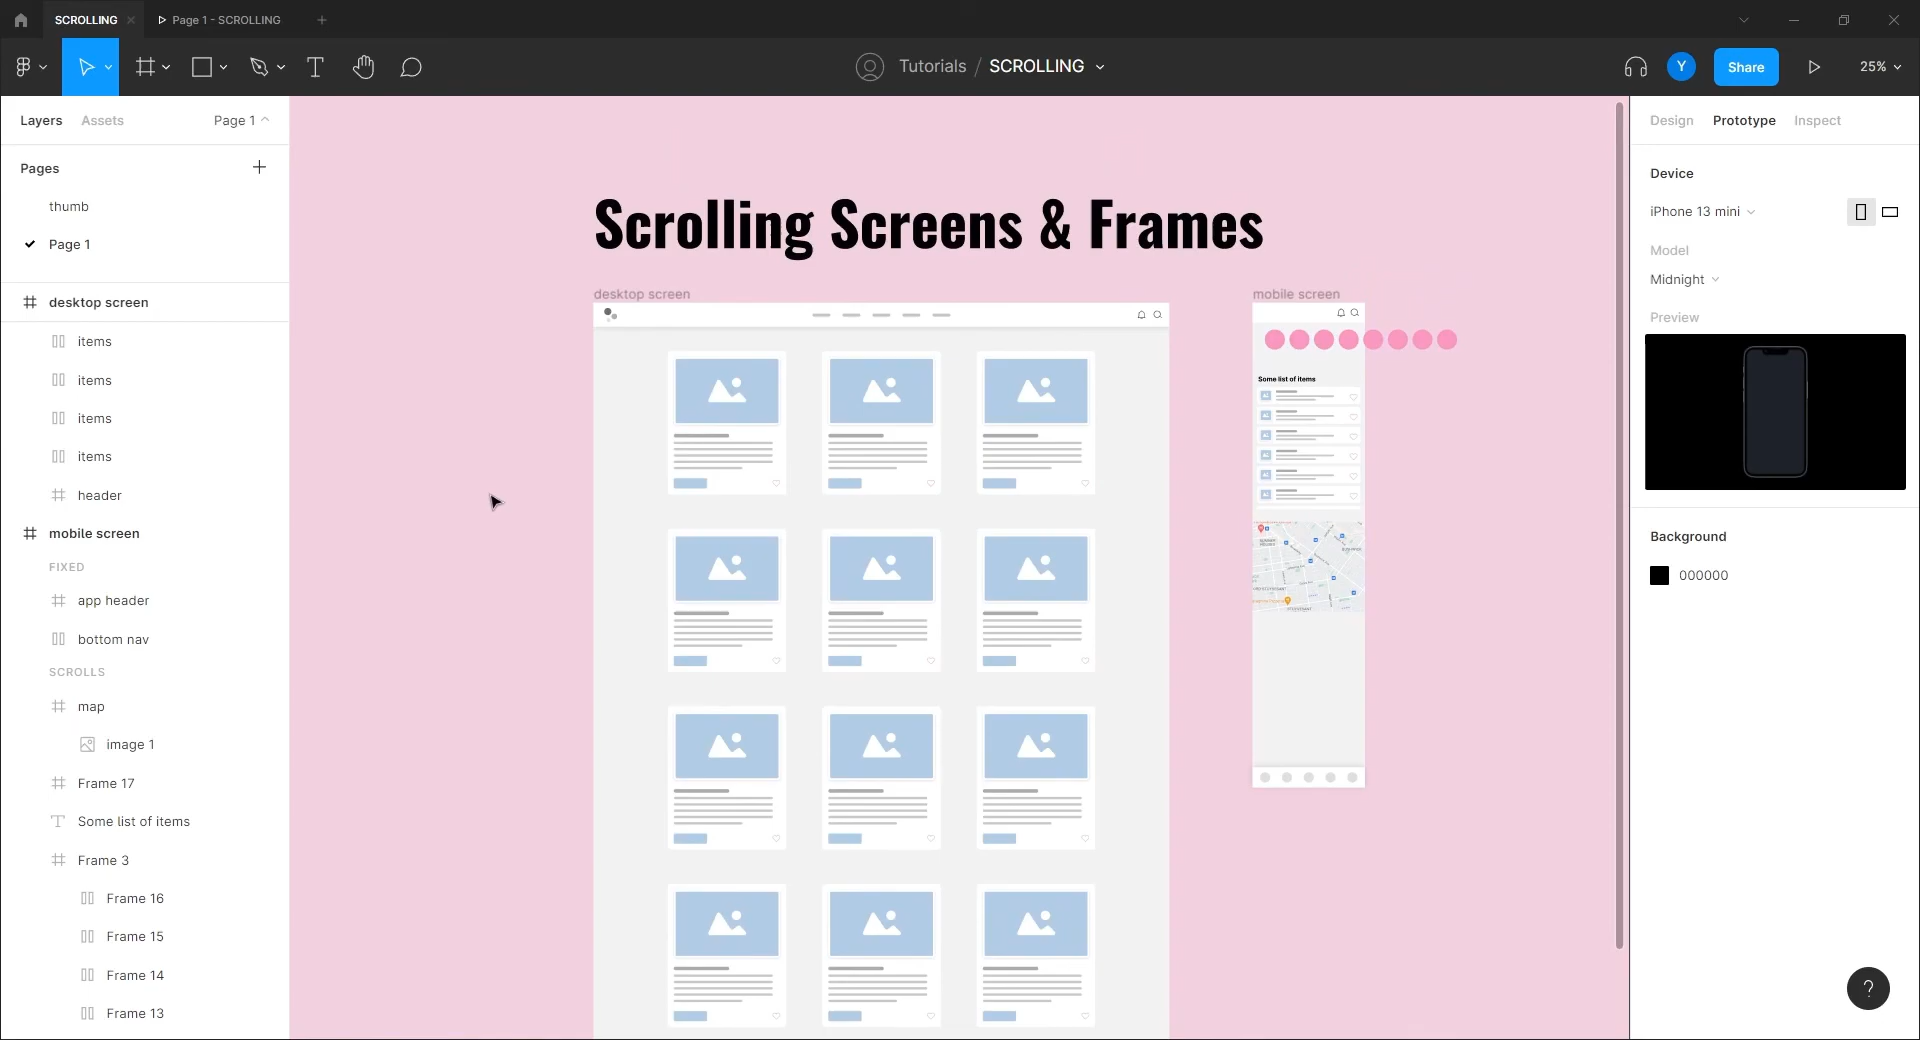 SCROLLING
Page 1 - SCROLLING
Tutorials / SCROLLING
Y
Share
25%
Layers
Assets
Page 1
Pages
thumb
Page 1
desktop screen
items
items
items
items
header
mobile screen
FIXED
app header
bottom nav
SCROLLS
map
image 1
Frame 17
Some list of items
Frame 3
Frame 16
Frame 15
Frame 14
Frame 13
Scrolling Screens & Frames
desktop screen
mobile screen
Some list of items
Design
Prototype
Inspect
Device
iPhone 13 mini
Model
Midnight
Preview
Background
000000
?